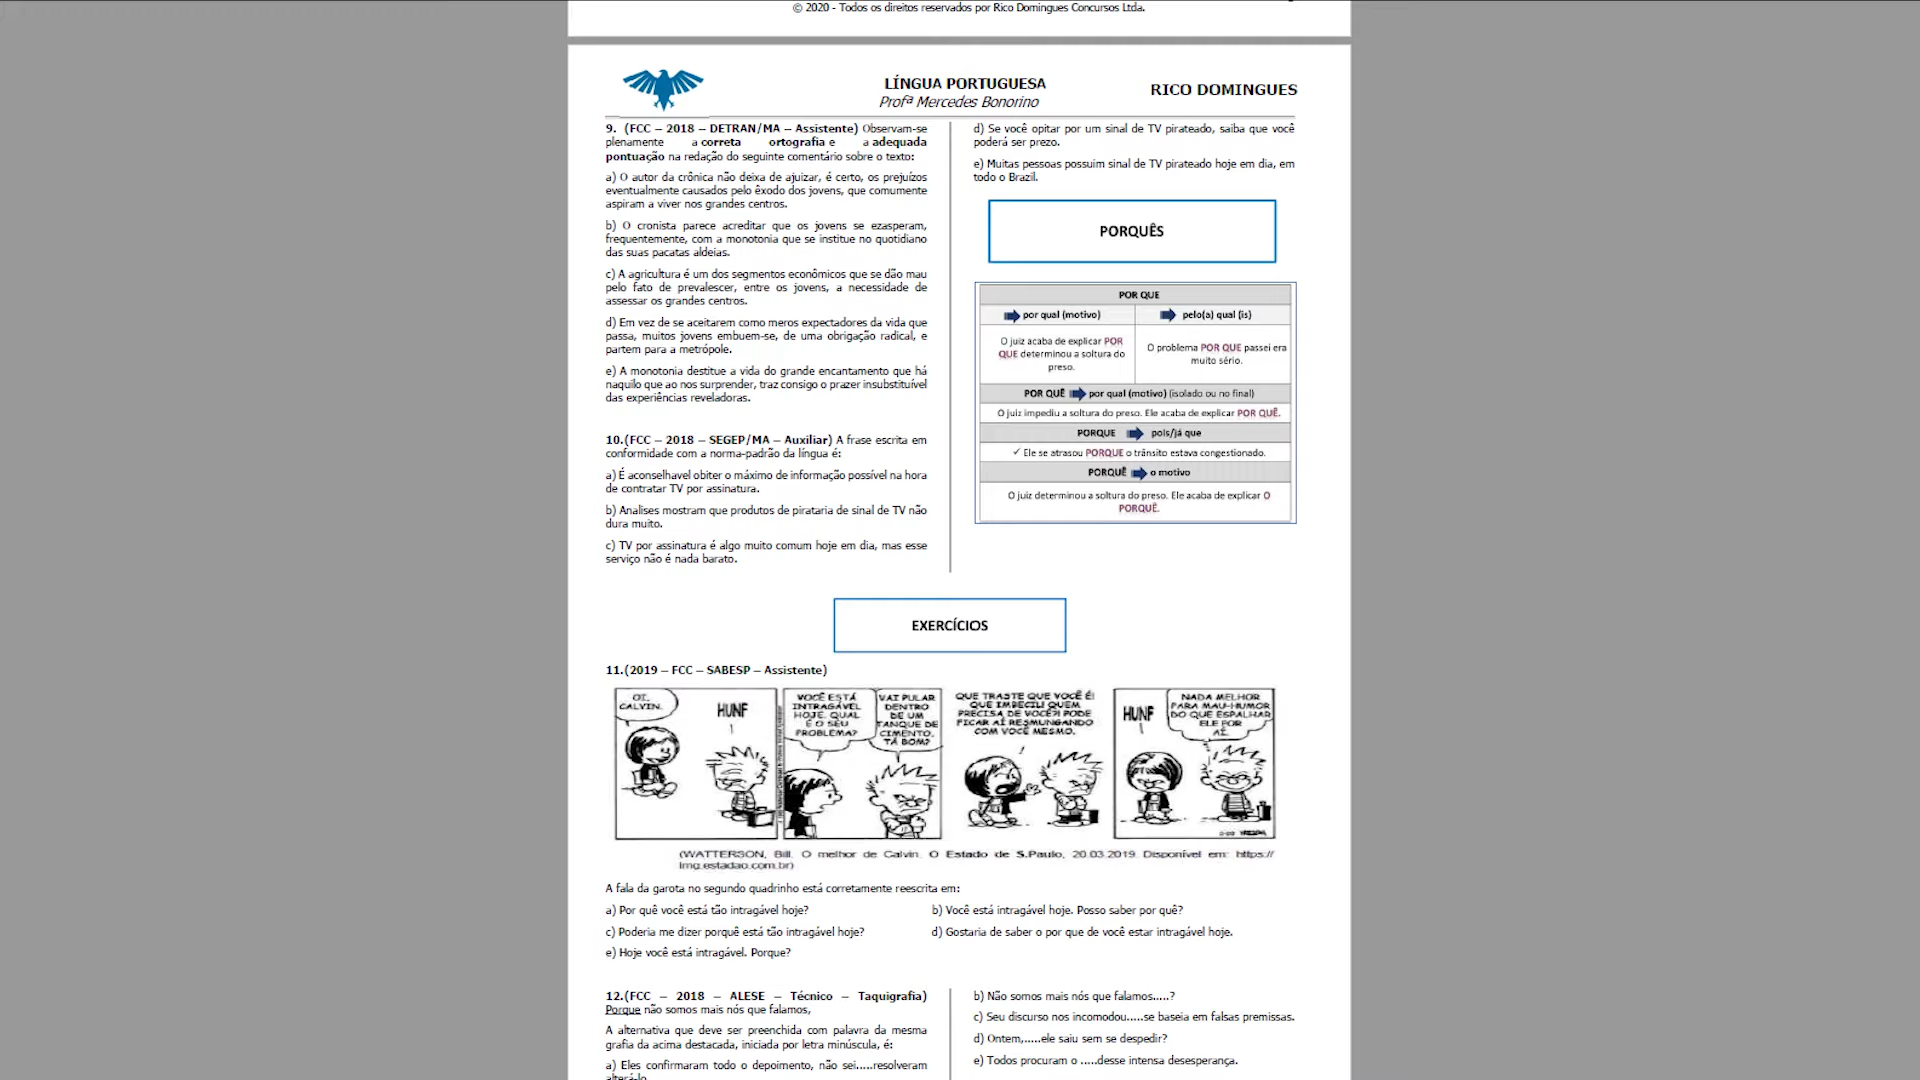 © 2020 - Todos os direitos reservados por Rico Domingues Concursos Ltda.
LÍNGUA PORTUGUESA
Profª Mercedes Bonorino
RICO DOMINGUES
9. (FCC – 2018 – DETRAN/MA – Assistente) Observam-se
plenamente a correta ortografia e a adequada
pontuação na redação do seguinte comentário sobre o texto:
a) O autor da crônica não deixa de ajuizar, é certo, os prejuízos
eventualmente causados pelo êxodo dos jovens, que comumente
aspiram a viver nos grandes centros.
b) O cronista parece acreditar que os jovens se ezasperam,
frequentemente, com a monotonia que se institue no quotidiano
das suas pacatas aldeias.
c) A agricultura é um dos segmentos econômicos que se dão mau
pelo fato de prevalescer, entre os jovens, a necessidade de
assessar os grandes centros.
d) Em vez de se aceitarem como meros expectadores da vida que
passa, muitos jovens embuem-se, de uma obrigação radical, e
partem para a metrópole.
e) A monotonia destitue a vida do grande encantamento que há
naquilo que ao nos surprender, traz consigo o prazer insubstituível
das experiências reveladoras.
10.(FCC – 2018 – SEGEP/MA – Auxiliar) A frase escrita em
conformidade com a norma-padrão da língua é:
a) É aconselhavel obiter o máximo de informação possível na hora
de contratar TV por assinatura.
b) Analises mostram que produtos de pirataria de sinal de TV não
dura muito.
c) TV por assinatura é algo muito comum hoje em dia, mas esse
serviço não é nada barato.
d) Se você opitar por um sinal de TV pirateado, saiba que você
poderá ser prezo.
e) Muitas pessoas possuim sinal de TV pirateado hoje em dia, em
todo o Brazil.
PORQUÊS
POR QUE
por qual (motivo)
pelo(a) qual (is)
O juiz acaba de explicar POR
QUE determinou a soltura do
preso.
O problema POR QUE passei era
muito sério.
POR QUÊ por qual (motivo) (isolado ou no final)
O juiz impediu a soltura do preso. Ele acaba de explicar POR QUÊ.
PORQUE pois/já que
✓ Ele se atrasou PORQUE o trânsito estava congestionado.
PORQUÊ o motivo
O juiz determinou a soltura do preso. Ele acaba de explicar O
PORQUÊ.
EXERCÍCIOS
11.(2019 – FCC – SABESP – Assistente)
OI,
CALVIN.
HUNF
VOCÊ ESTÁ
INTRAGÁVEL
HOJE. QUAL
É O SEU
PROBLEMA?
VAI PULAR
DENTRO
DE UM
TANQUE DE
CIMENTO,
TÁ BOM?
QUE TRASTE QUE VOCÊ É!
QUE IMBECIL! QUEM
PRECISA DE VOCÊ?! PODE
FICAR AÍ RESMUNGANDO
COM VOCÊ MESMO.
HUNF
NADA MELHOR
PARA MAU-HUMOR
DO QUE ESPALHAR
ELE POR
AÍ.
(WATTERSON, Bill. O melhor de Calvin. O Estado de S.Paulo, 20.03.2019. Disponível em: https://
img.estadao.com.br)
A fala da garota no segundo quadrinho está corretamente reescrita em:
a) Por quê você está tão intragável hoje?
b) Você está intragável hoje. Posso saber por quê?
c) Poderia me dizer porquê está tão intragável hoje?
d) Gostaria de saber o por que de você estar intragável hoje.
e) Hoje você está intragável. Porque?
12.(FCC – 2018 – ALESE – Técnico – Taquigrafia)
Porque não somos mais nós que falamos,
A alternativa que deve ser preenchida com palavra da mesma
grafia da acima destacada, iniciada por letra minúscula, é:
a) Eles confirmaram todo o depoimento, não sei.....resolveram
alterá-lo
b) Não somos mais nós que falamos.....?
c) Seu discurso nos incomodou.....se baseia em falsas premissas.
d) Ontem,.....ele saiu sem se despedir?
e) Todos procuram o .....desse intensa desesperança.